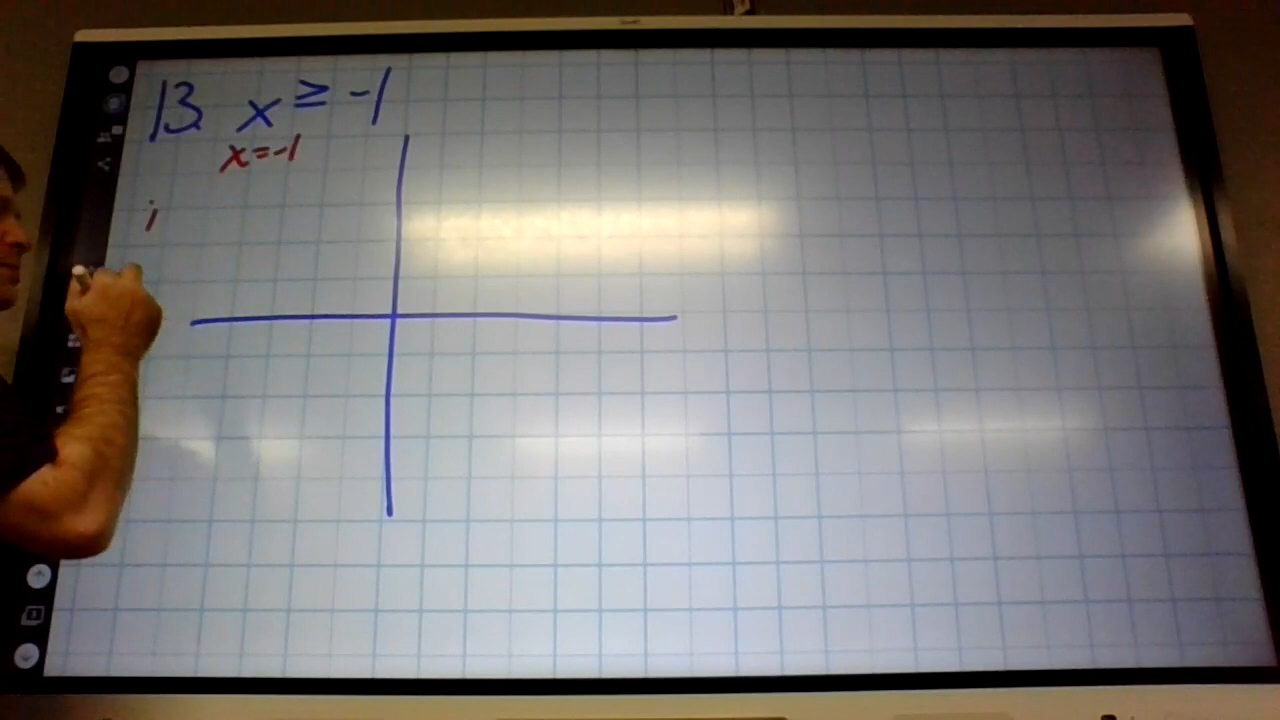 13. x ≥ -1
x=-1
i